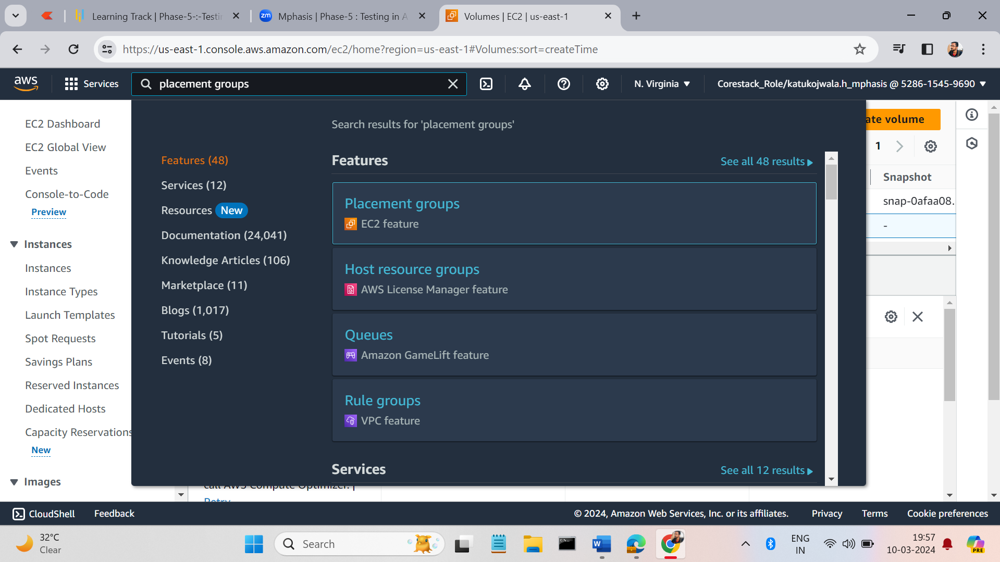 Learning Track | Phase-5-:-Testir
zm
Mphasis | Phase-5 : Testing in A
Volumes | EC2 | us-east-1
https://us-east-1.console.aws.amazon.com/ec2/home?region=us-east-1#Volumes:sort=createTime
aws
Services
placement groups
N. Virginia
Corestack_Role/katukojwala.h_mphasis @ 5286-1545-9690
EC2 Dashboard
EC2 Global View
Events
Console-to-Code
Preview
Instances
Instances
Instance Types
Launch Templates
Spot Requests
Savings Plans
Reserved Instances
Dedicated Hosts
Capacity Reservations
New
Images
Search results for 'placement groups'
Features (48)
Services (12)
Resources New
Documentation (24,041)
Knowledge Articles (106)
Marketplace (11)
Blogs (1,017)
Tutorials (5)
Events (8)
Features
See all 48 results
Placement groups
EC2 feature
Host resource groups
AWS License Manager feature
Queues
Amazon GameLift feature
Rule groups
VPC feature
Services
See all 12 results
ate volume
1
Snapshot
snap-0afaa08.
-
call AWS Compute Optimizer. |
Retry
CloudShell
Feedback
© 2024, Amazon Web Services, Inc. or its affiliates.
Privacy
Terms
Cookie preferences
32°C
Clear
Search
ENG
IN
19:57
10-03-2024
PRE